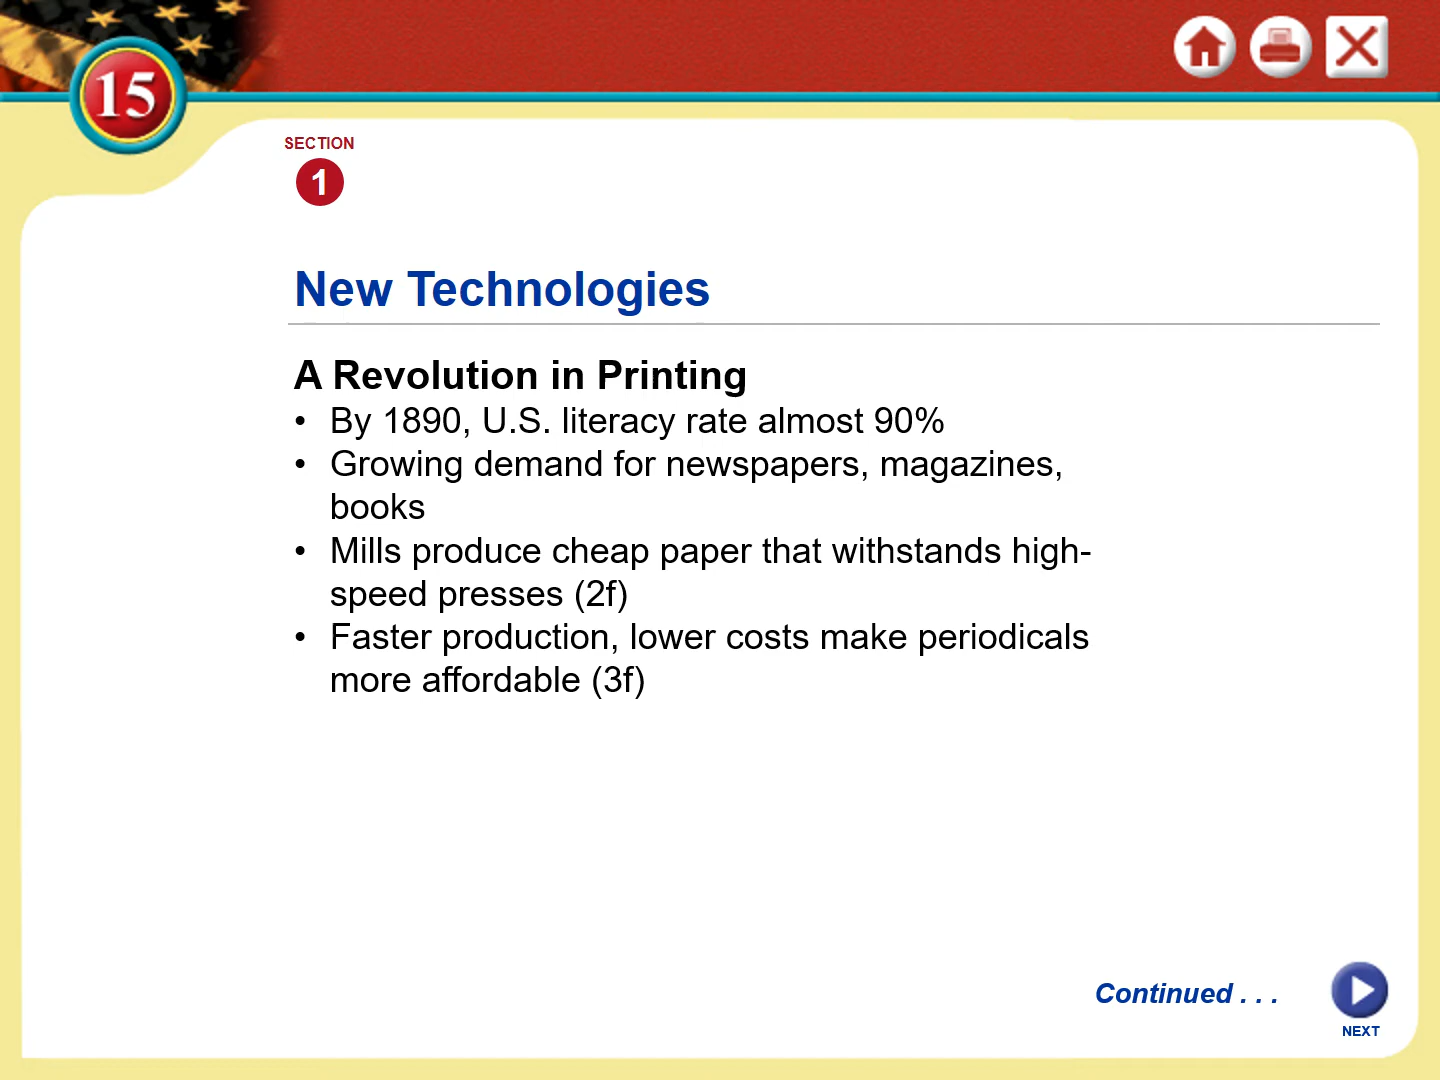 15
SECTION
1
New Technologies
A Revolution in Printing
• By 1890, U.S. literacy rate almost 90%
• Growing demand for newspapers, magazines,
books
• Mills produce cheap paper that withstands high-
speed presses (2f)
• Faster production, lower costs make periodicals
more affordable (3f)
Continued . . .
NEXT